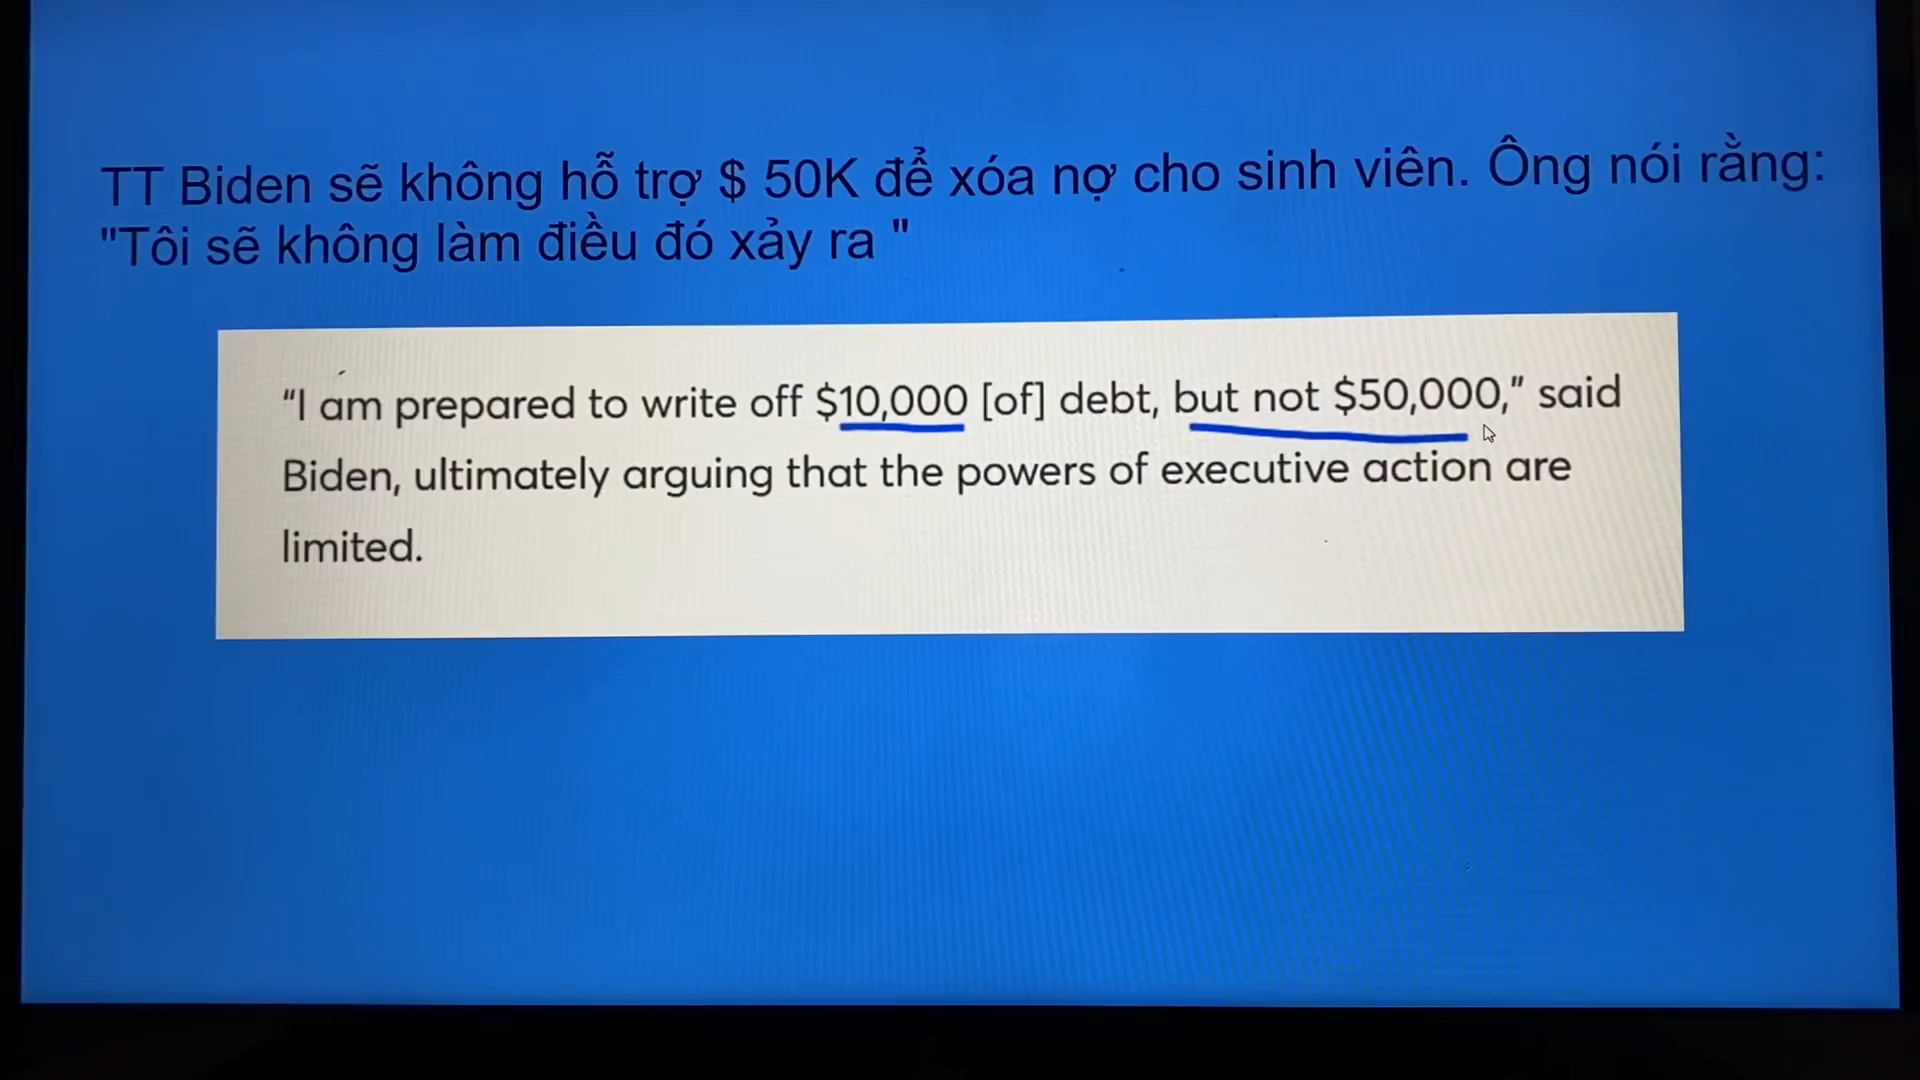 TT Biden sẽ không hỗ trợ $ 50K để xóa nợ cho sinh viên. Ông nói rằng:
"Tôi sẽ không làm điều đó xảy ra "
“I am prepared to write off $10,000 [of] debt, but not $50,000,” said
Biden, ultimately arguing that the powers of executive action are
limited.